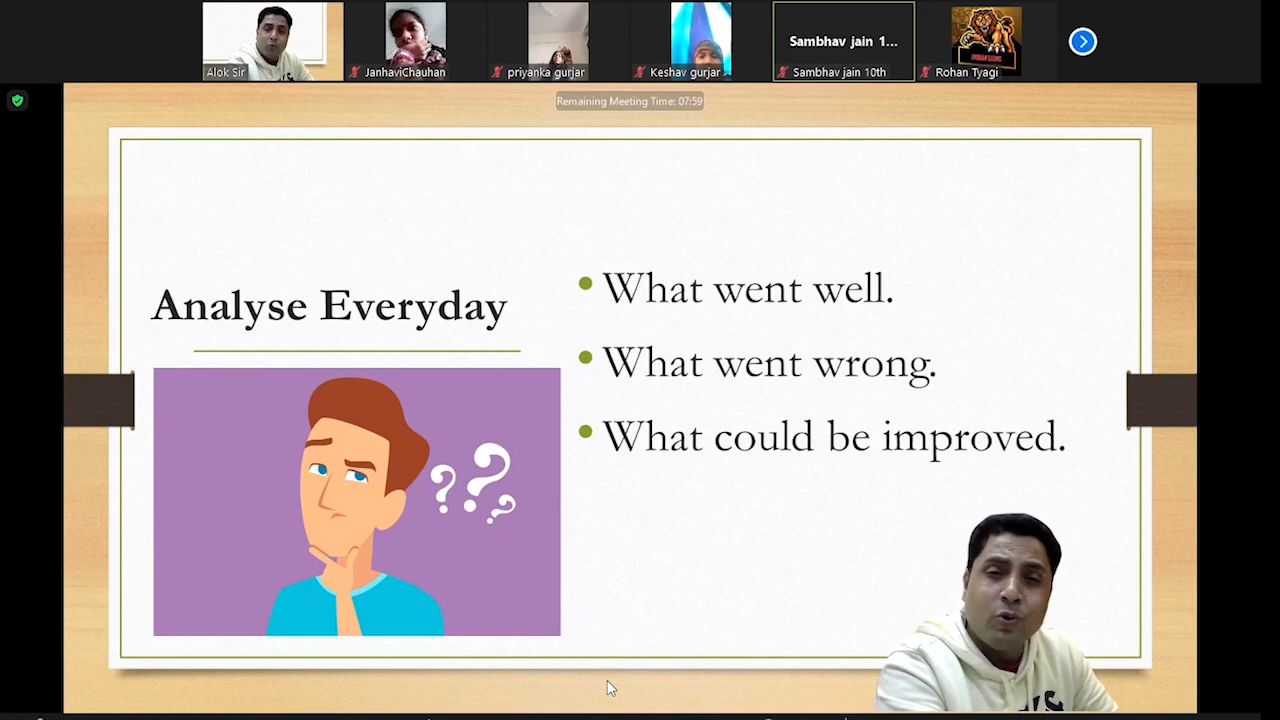 Sambhav jain 1...
Alok Sir
JanhaviChauhan
priyanka gurjar
Keshav gurjar
Sambhav jain 10th
Rohan Tyagi
Remaining Meeting Time: 07:59
Analyse Everyday
• What went well.
• What went wrong.
• What could be improved.
???